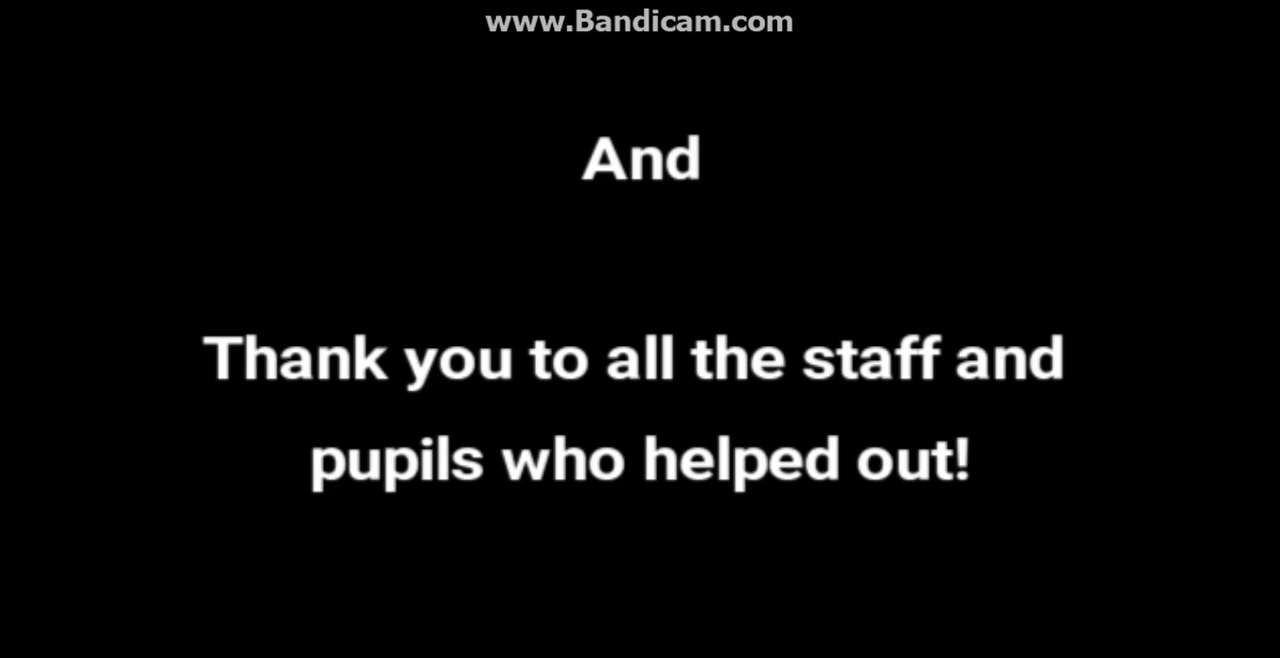 www.Bandicam.com
And
Thank you to all the staff and
pupils who helped out!